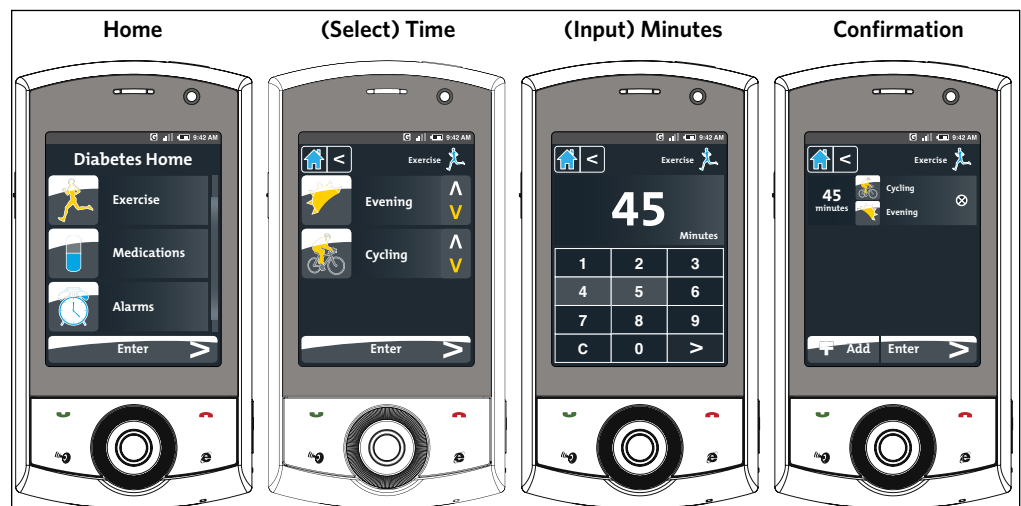 Home
(Select) Time
(Input) Minutes
Confirmation
G 9:42 AM
Diabetes Home
Exercise
Medications
Alarms
Enter >
G 9:42 AM
< Exercise
Evening
Cycling
Enter >
G 9:42 AM
< Exercise
45
Minutes
1 2 3
4 5 6
7 8 9
C 0 >
G 9:42 AM
< Exercise
45
minutes
Cycling
Evening
Add Enter >